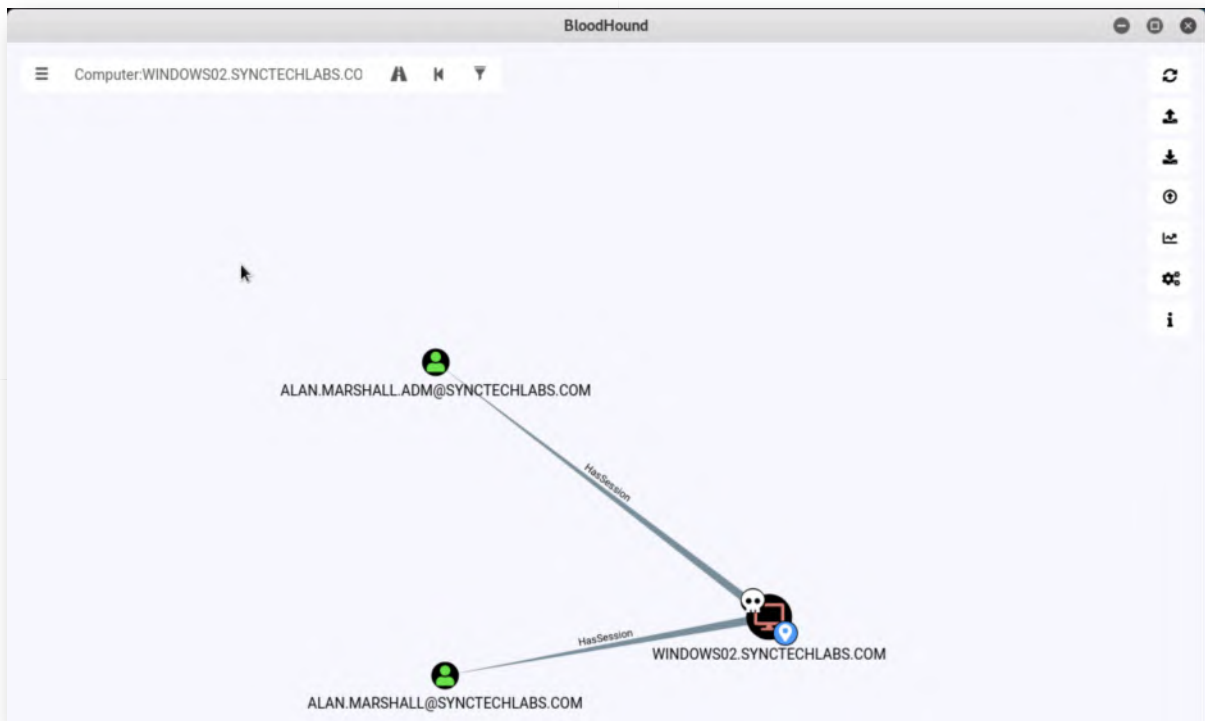 BloodHound
Computer:WINDOWS02.SYNCTECHLABS.CO
ALAN.MARSHALL.ADM@SYNCTECHLABS.COM
HasSession
HasSession
WINDOWS02.SYNCTECHLABS.COM
ALAN.MARSHALL@SYNCTECHLABS.COM